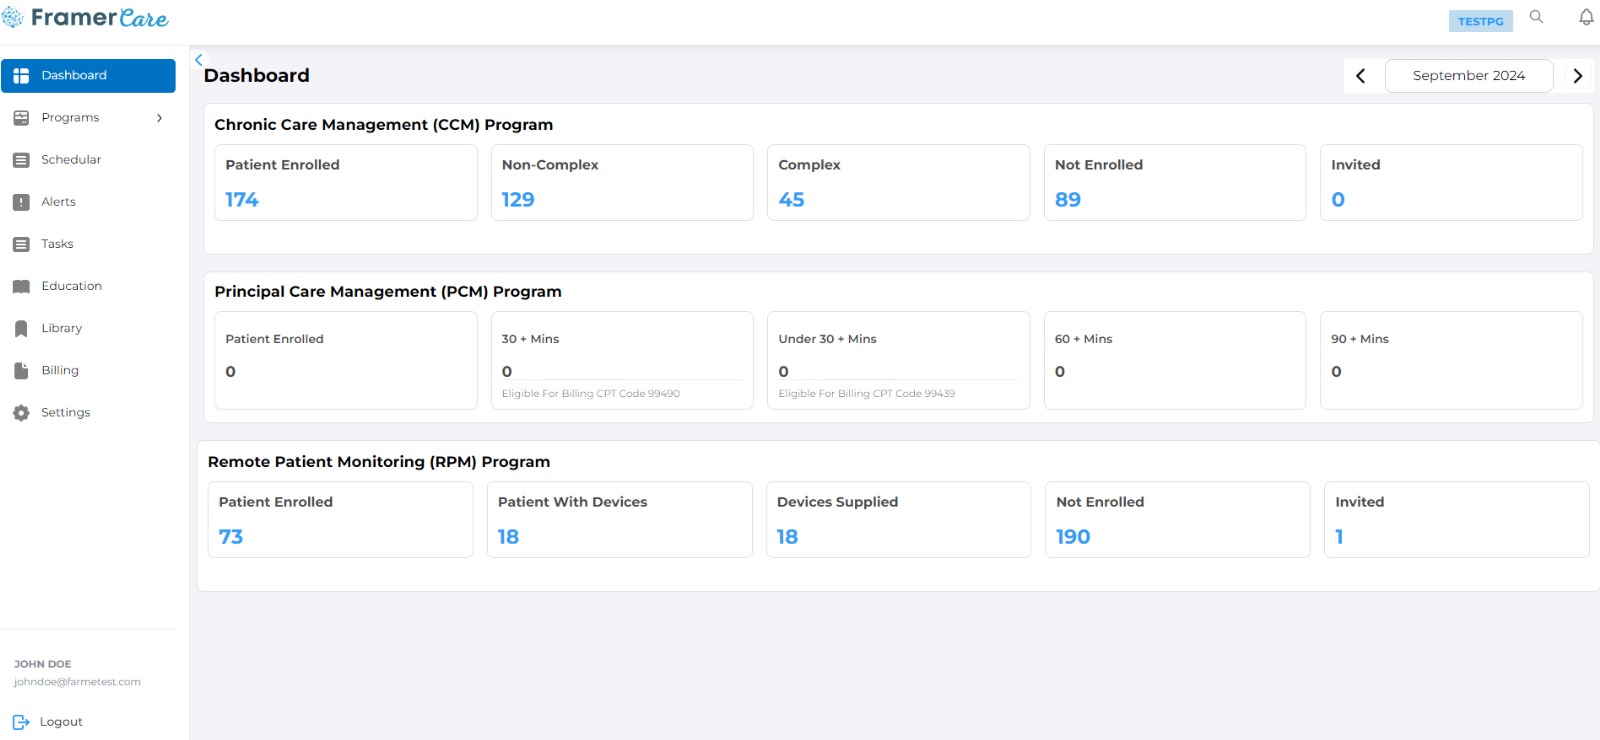 FramerCare
TESTPG
Dashboard
Programs
Schedular
Alerts
Tasks
Education
Library
Billing
Settings
JOHN DOE
johndoe@farmetest.com
Logout
Dashboard
September 2024
Chronic Care Management (CCM) Program
Patient Enrolled
174
Non-Complex
129
Complex
45
Not Enrolled
89
Invited
0
Principal Care Management (PCM) Program
Patient Enrolled
0
30 + Mins
0
Eligible For Billing CPT Code 99490
Under 30 + Mins
0
Eligible For Billing CPT Code 99439
60 + Mins
0
90 + Mins
0
Remote Patient Monitoring (RPM) Program
Patient Enrolled
73
Patient With Devices
18
Devices Supplied
18
Not Enrolled
190
Invited
1